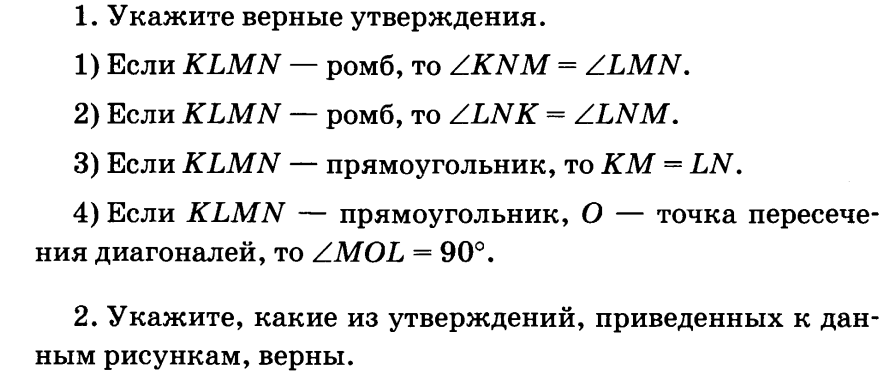 1. Укажите верные утверждения.
1) Если KLMN — ромб, то ∠KNM = ∠LMN.
2) Если KLMN — ромб, то ∠LNK = ∠LNM.
3) Если KLMN — прямоугольник, то KM = LN.
4) Если KLMN — прямоугольник, O — точка пересече-
ния диагоналей, то ∠MOL = 90°.
2. Укажите, какие из утверждений, приведенных к дан-
ным рисункам, верны.